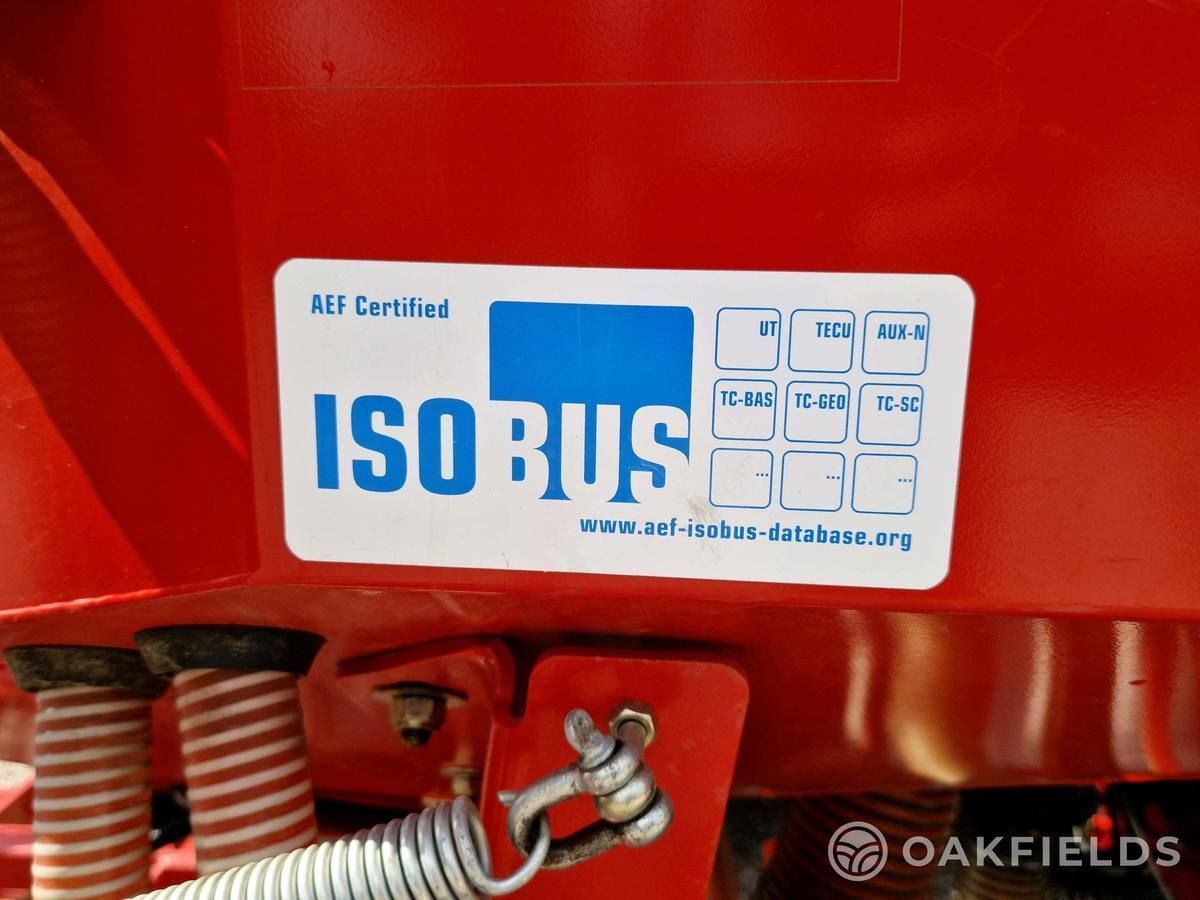 AEF Certified
ISOBUS
UT TECU AUX-N
TC-BAS TC-GEO TC-SC
... ... ...
www.aef-isobus-database.org
OAKFIELDS